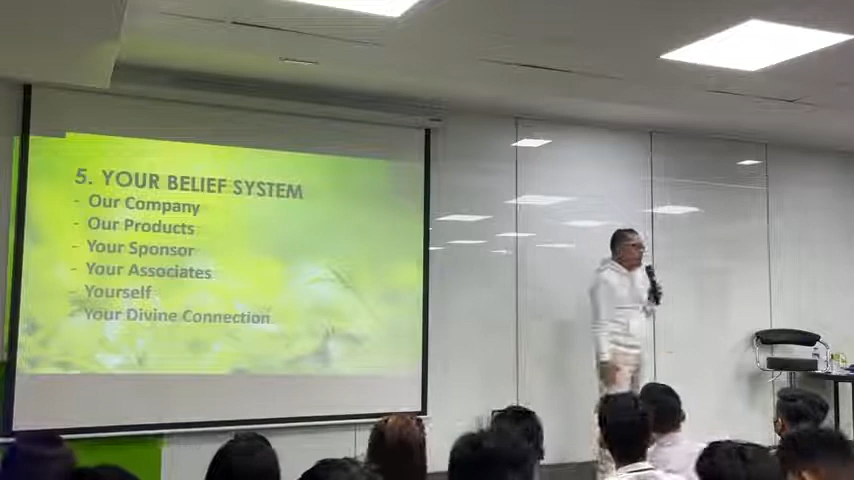 5. YOUR BELIEF SYSTEM
- Our Company
- Our Products
- Your Sponsor
- Your Associates
- Yourself
- Your Divine Connection